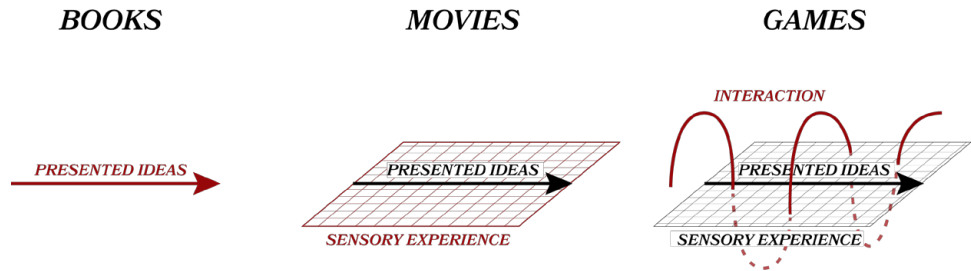 BOOKS
MOVIES
GAMES
INTERACTION
PRESENTED IDEAS
PRESENTED IDEAS
PRESENTED IDEAS
SENSORY EXPERIENCE
SENSORY EXPERIENCE